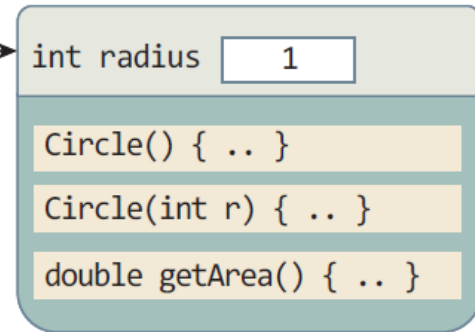 int radius 1
Circle() { .. }
Circle(int r) { .. }
double getArea() { .. }